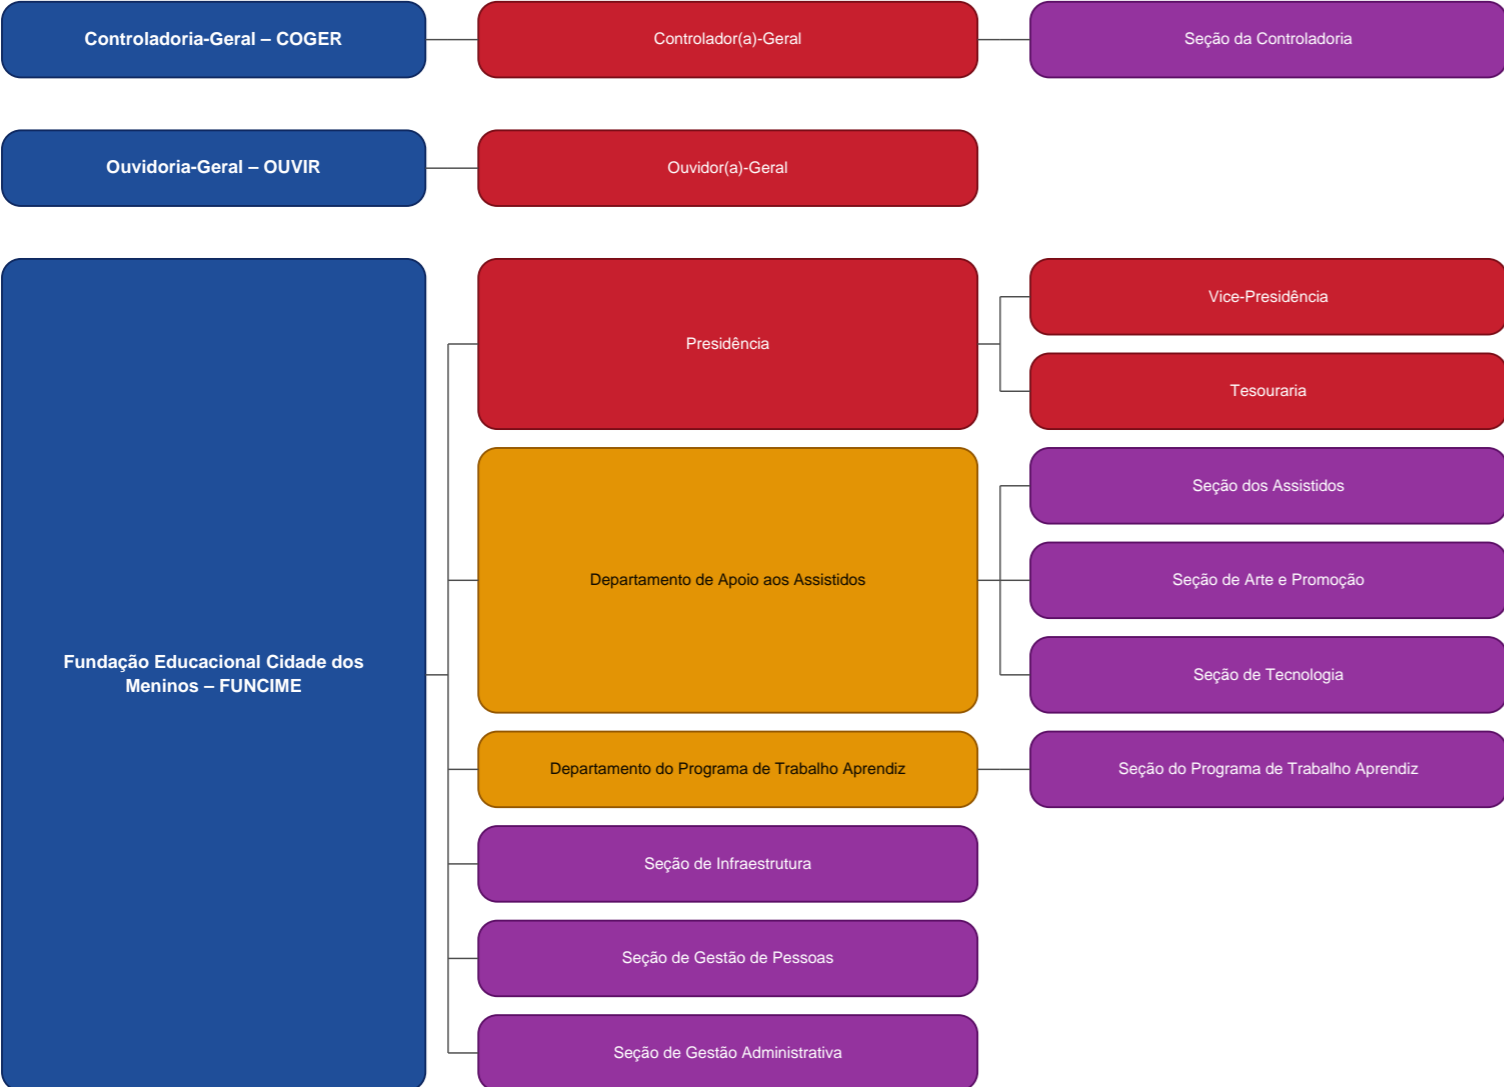 Controladoria-Geral – COGER
Controlador(a)-Geral
Seção da Controladoria
Ouvidoria-Geral – OUVIR
Ouvidor(a)-Geral
Fundação Educacional Cidade dos
Meninos – FUNCIME
Presidência
Vice-Presidência
Tesouraria
Departamento de Apoio aos Assistidos
Seção dos Assistidos
Seção de Arte e Promoção
Seção de Tecnologia
Departamento do Programa de Trabalho Aprendiz
Seção do Programa de Trabalho Aprendiz
Seção de Infraestrutura
Seção de Gestão de Pessoas
Seção de Gestão Administrativa